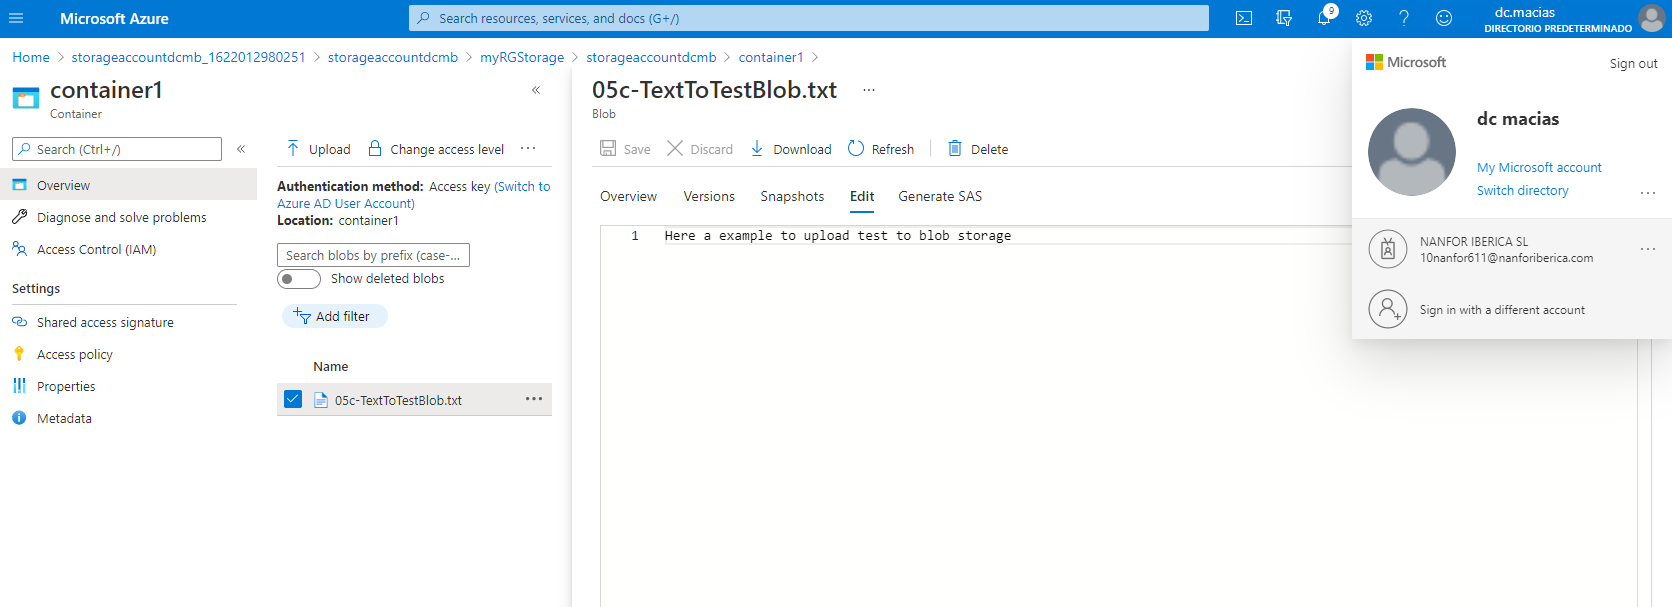 Microsoft Azure
Search resources, services, and docs (G+/)
9
dc.macias
DIRECTORIO PREDETERMINADO
Home > storageaccountdcmb_1622012980251 > storageaccountdcmb > myRGStorage > storageaccountdcmb > container1 >
container1
Container
Search (Ctrl+/)
Overview
Diagnose and solve problems
Access Control (IAM)
Settings
Shared access signature
Access policy
Properties
Metadata
Upload
Change access level
Authentication method: Access key (Switch to
Azure AD User Account)
Location: container1
Search blobs by prefix (case-...
Show deleted blobs
Add filter
Name
05c-TextToTestBlob.txt
05c-TextToTestBlob.txt
Blob
Save
Discard
Download
Refresh
Delete
Overview
Versions
Snapshots
Edit
Generate SAS
1 Here a example to upload test to blob storage
Microsoft
Sign out
dc macias
My Microsoft account
Switch directory
NANFOR IBERICA SL
10nanfor611@nanforiberica.com
Sign in with a different account